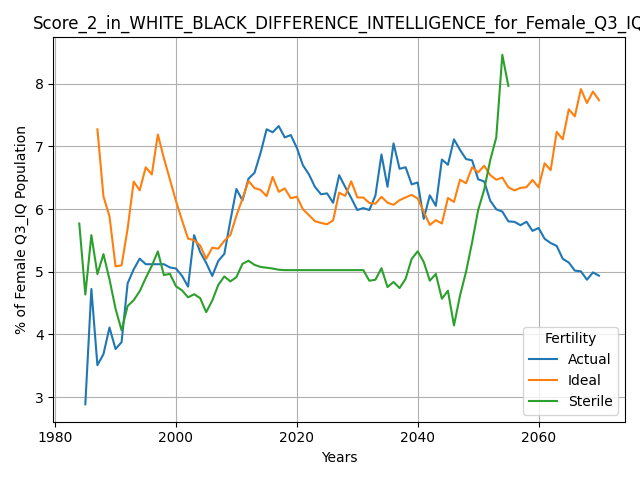 Score_2_in_WHITE_BLACK_DIFFERENCE_INTELLIGENCE_for_Female_Q3_IQ
% of Female Q3_IQ Population
8
7
6
5
4
3
1980
2000
2020
2040
2060
Years
Fertility
Actual
Ideal
Sterile